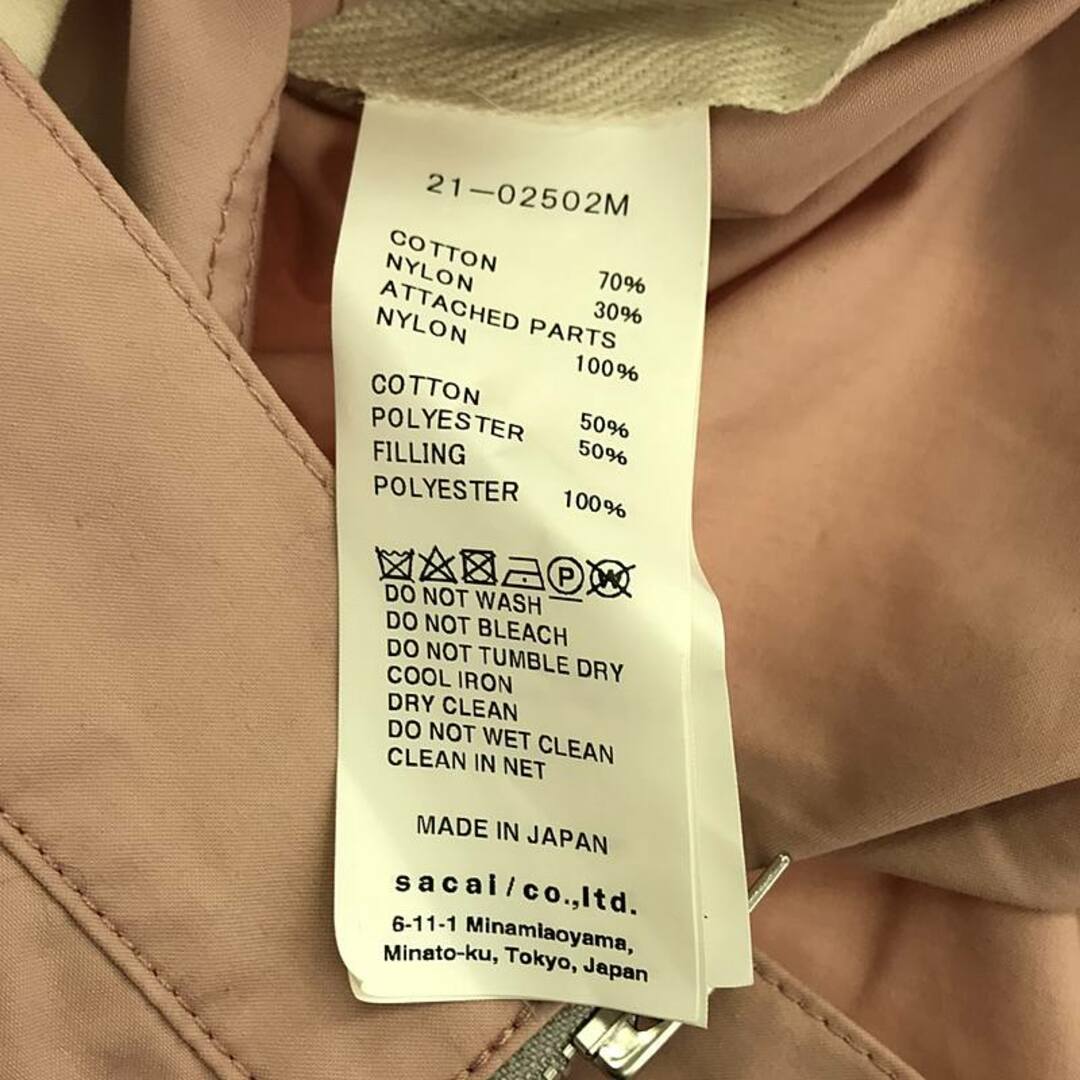 21-02502M
COTTON 70%
NYLON 30%
ATTACHED PARTS
NYLON 100%
COTTON 50%
POLYESTER 50%
FILLING
POLYESTER 100%
P W
DO NOT WASH
DO NOT BLEACH
DO NOT TUMBLE DRY
COOL IRON
DRY CLEAN
DO NOT WET CLEAN
CLEAN IN NET
MADE IN JAPAN
sacai/co.,ltd.
6-11-1 Minamiaoyama,
Minato-ku, Tokyo, Japan